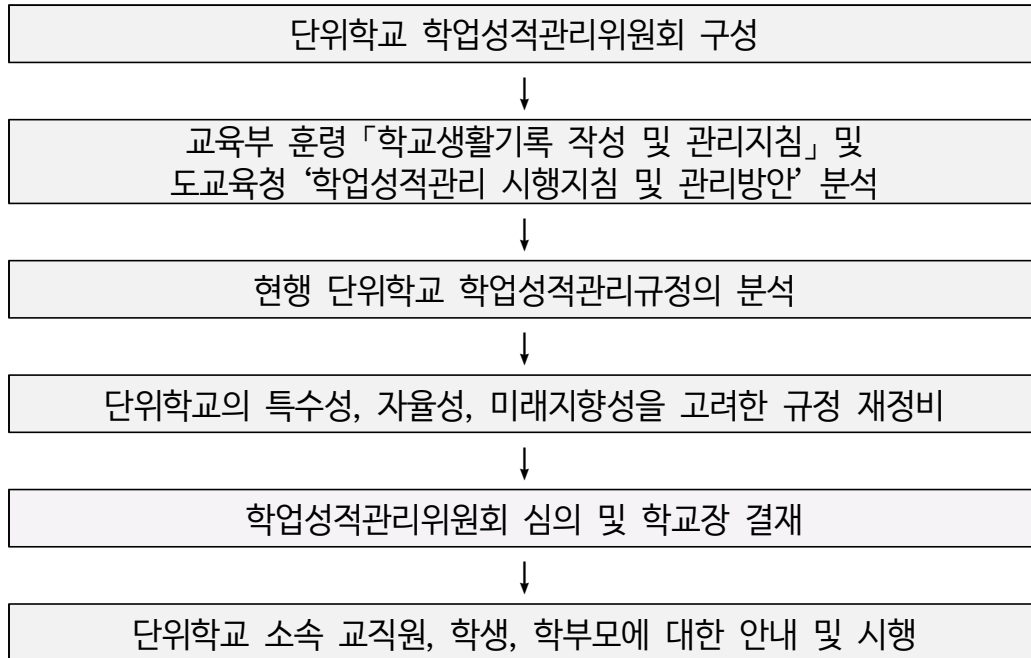 단위학교 학업성적관리위원회 구성
교육부 훈령「학교생활기록 작성 및 관리지침」및
도교육청 ‘학업성적관리 시행지침 및 관리방안’ 분석
현행 단위학교 학업성적관리규정의 분석
단위학교의 특수성, 자율성, 미래지향성을 고려한 규정 재정비
학업성적관리위원회 심의 및 학교장 결재
단위학교 소속 교직원, 학생, 학부모에 대한 안내 및 시행